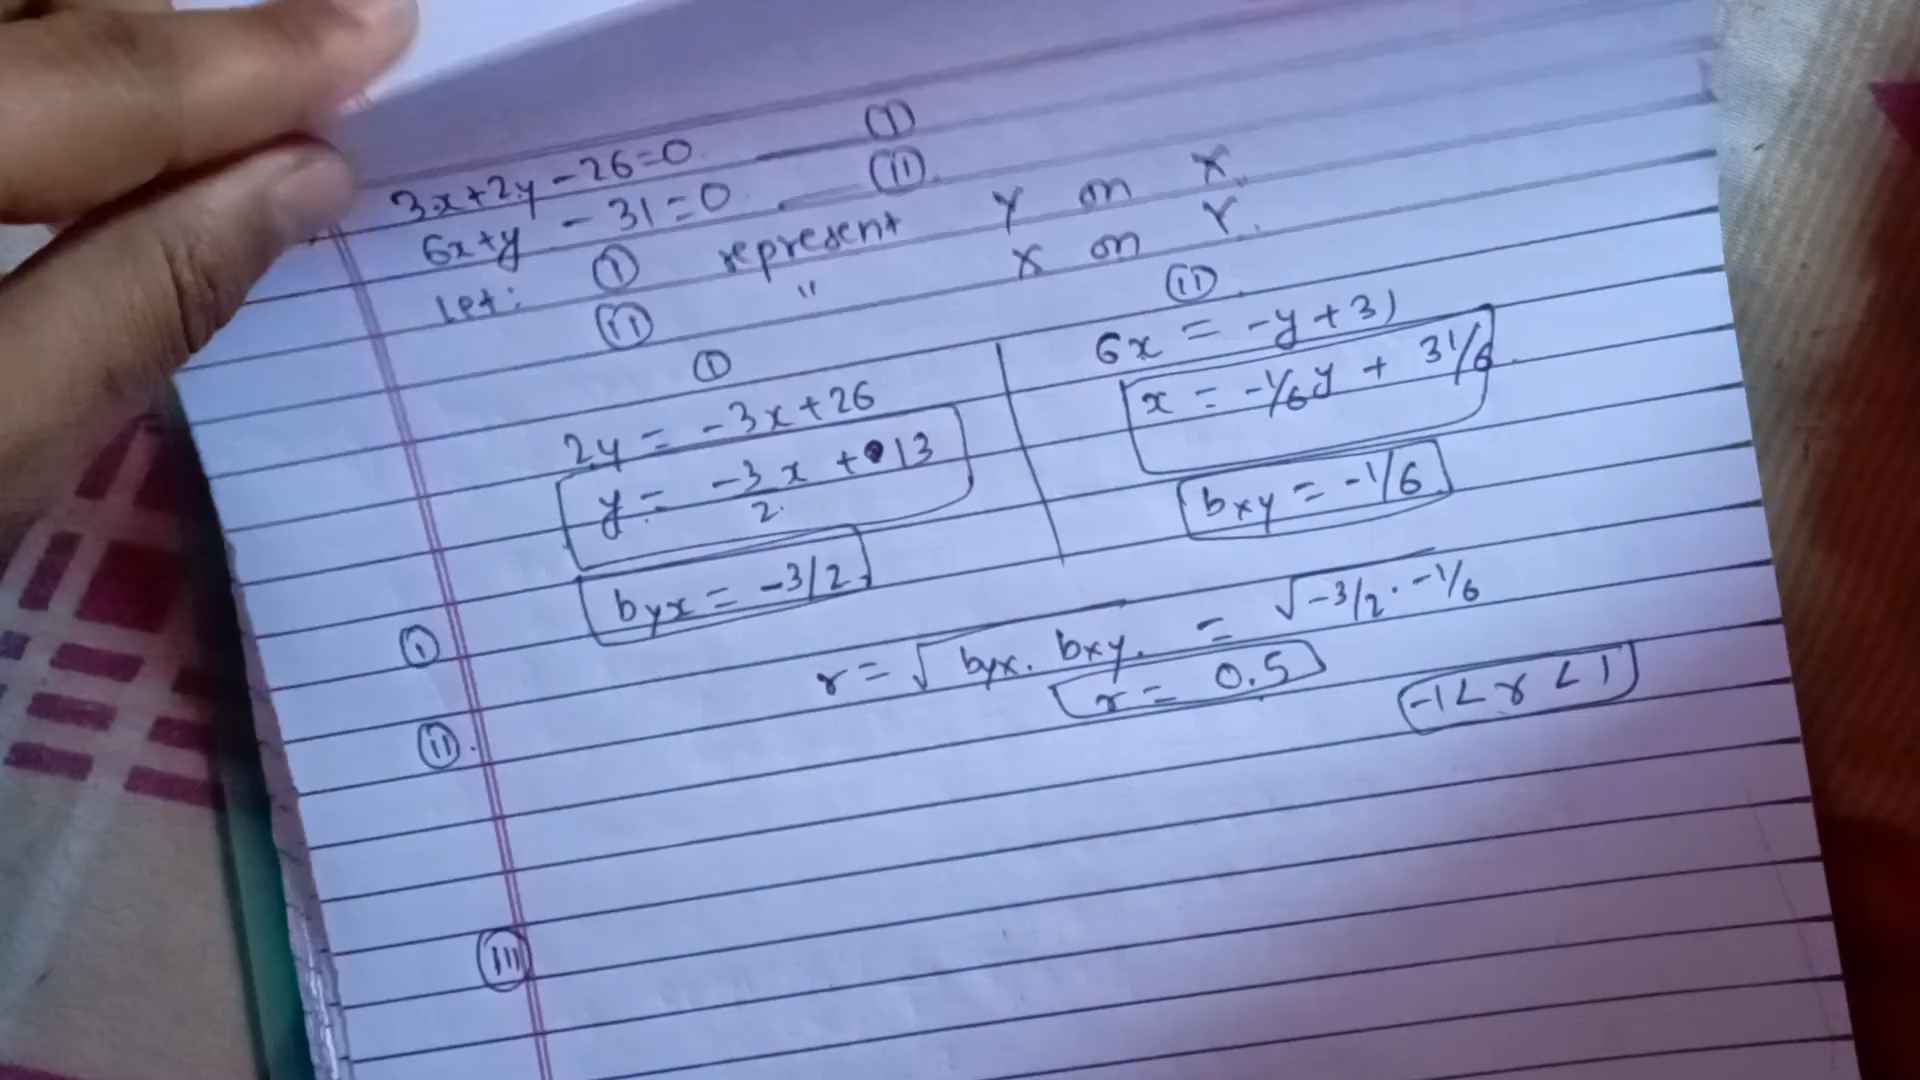 3x+2y-26=0 ——— (I)
6x+y - 31=0 ——— (II).
Let: (I) represent Y on X.
(II) " X on Y.
(I)
2y = -3x+26
y = -3x/2 + 13
byx = -3/2
(II).
6x = -y+31
x = -1/6y + 31/6
bxy = -1/6
(I)
r = √byx. bxy. = √-3/2 . -1/6
(II).
r = 0.5
-1< r < 1
(III)